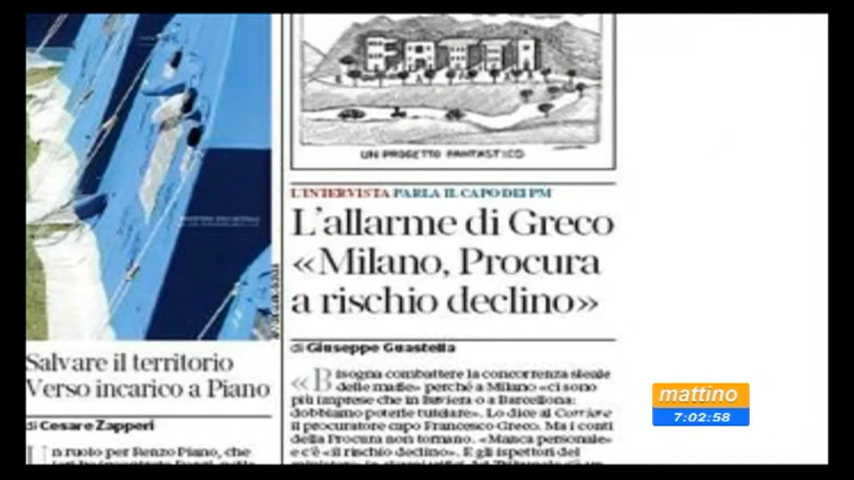 UN PROGETTO FANTASTICO
L'INTERVISTA PARLA IL CAPO DEI PM
L'allarme di Greco
«Milano, Procura
a rischio declino»
di Giuseppe Guastella
«Bisogna combattere la concorrenza sleale
delle mafie» perché a Milano «ci sono
più imprese che in Baviera o a Barcellona:
dobbiamo poterle tutelare». Lo dice al Corriere
il procuratore capo Francesco Greco. Ma i conti
della Procura non tornano. «Manca personale»
e c'è «il rischio declino». E gli ispettori del
Salvare il territorio
Verso incarico a Piano
di Cesare Zapperi
Un ruolo per Renzo Piano, che
mattino
7:02:58